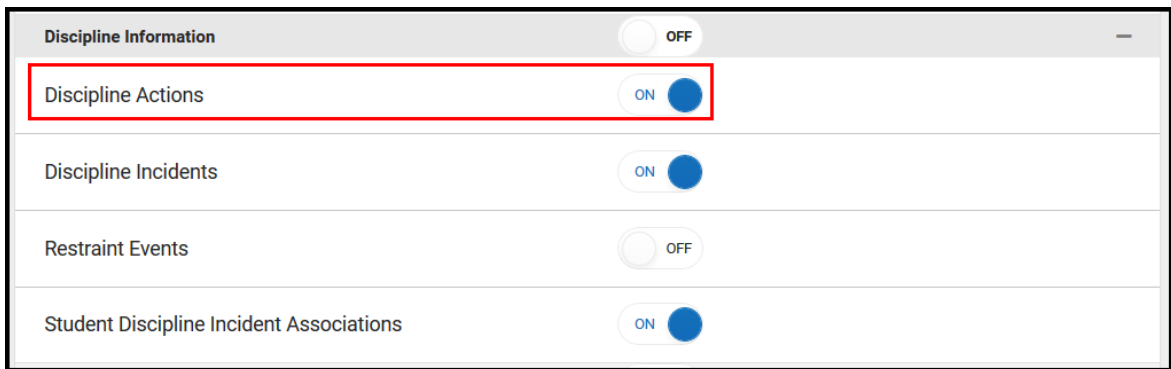 Discipline Information OFF
Discipline Actions ON
Discipline Incidents ON
Restraint Events OFF
Student Discipline Incident Associations ON